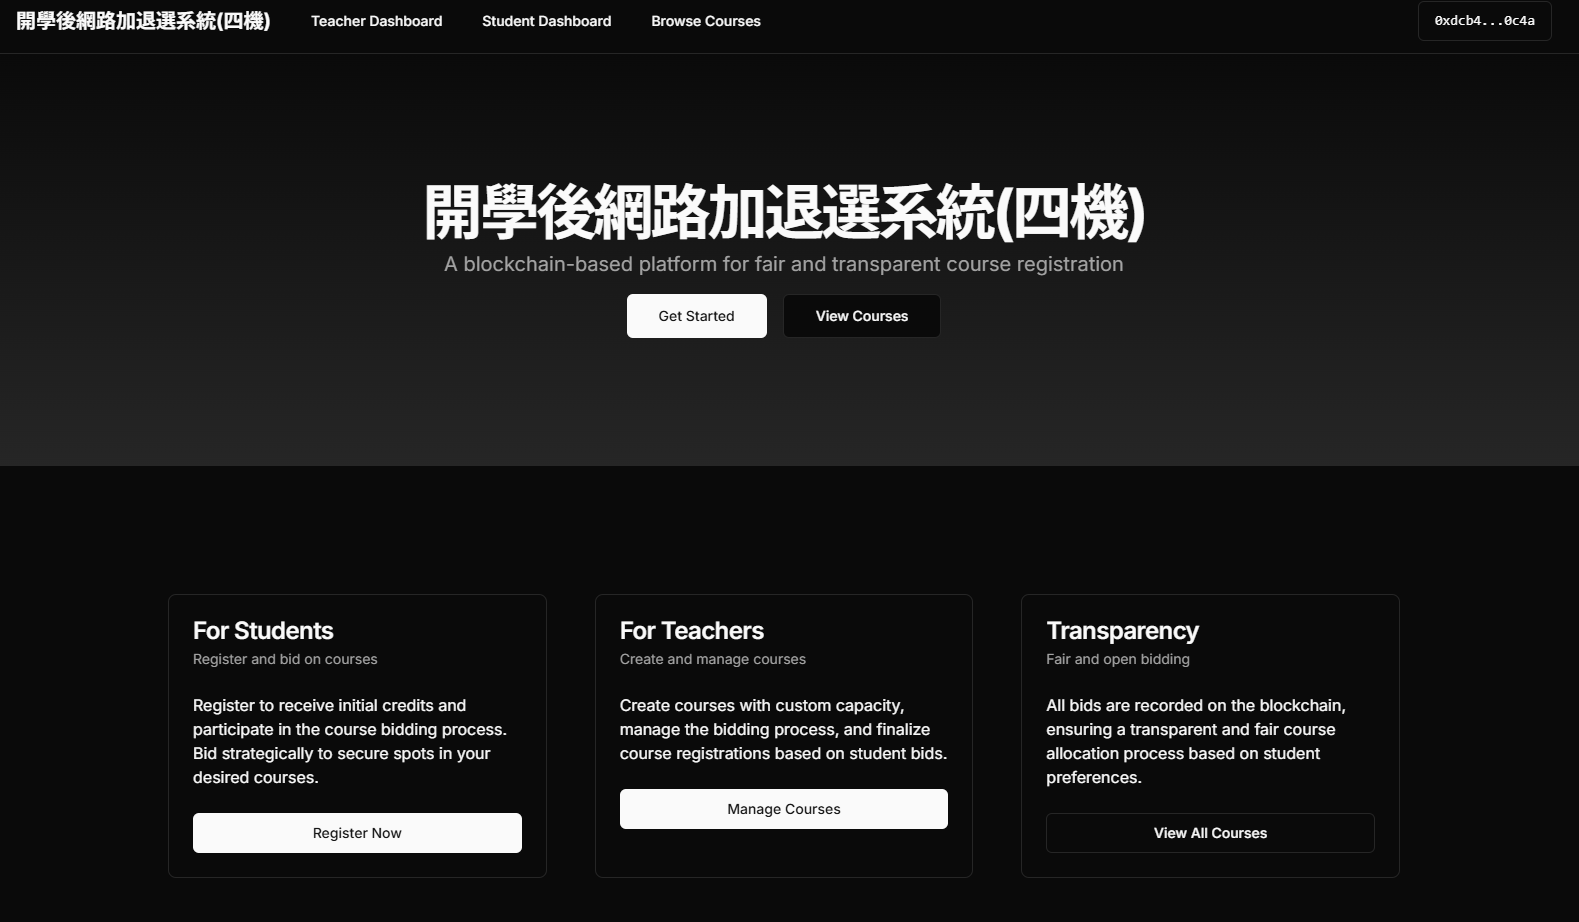 開學後網路加退選系統(四機)
Teacher Dashboard
Student Dashboard
Browse Courses
0xdcb4...0c4a
開學後網路加退選系統(四機)
A blockchain-based platform for fair and transparent course registration
Get Started
View Courses
For Students
Register and bid on courses
Register to receive initial credits and
participate in the course bidding process.
Bid strategically to secure spots in your
desired courses.
Register Now
For Teachers
Create and manage courses
Create courses with custom capacity,
manage the bidding process, and finalize
course registrations based on student bids.
Manage Courses
Transparency
Fair and open bidding
All bids are recorded on the blockchain,
ensuring a transparent and fair course
allocation process based on student
preferences.
View All Courses